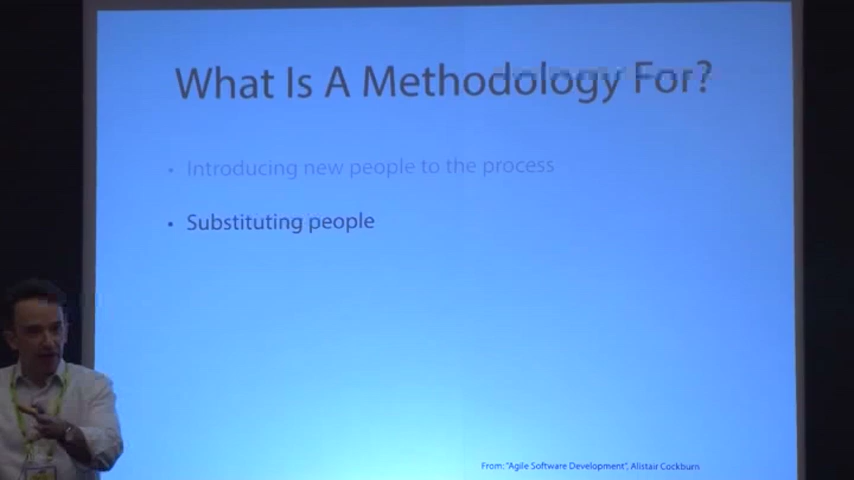 What Is A Methodology For?
• Introducing new people to the process
• Substituting people
From: "Agile Software Development", Alistair Cockburn